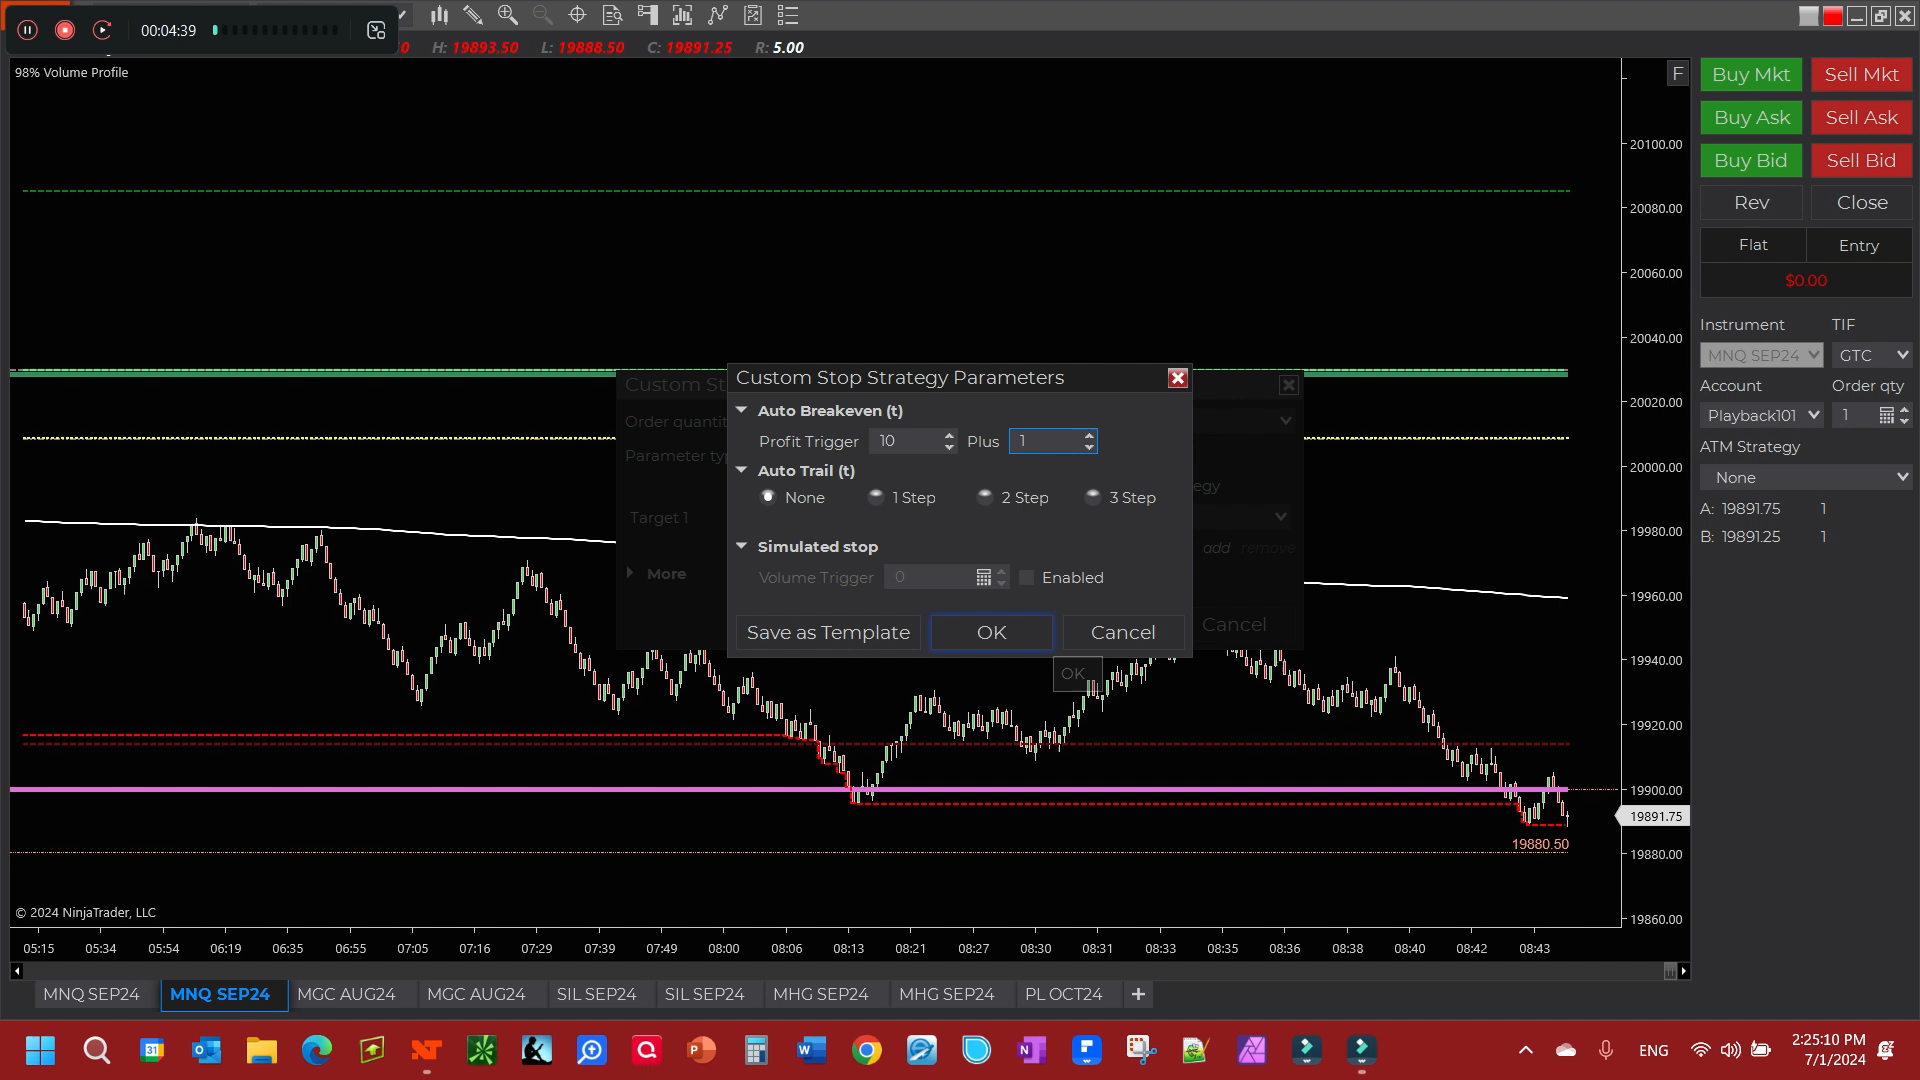 00:04:39
0 H: 19893.50 L: 19888.50 C: 19891.25 R: 5.00
98% Volume Profile
F
Buy Mkt Sell Mkt
Buy Ask Sell Ask
Buy Bid Sell Bid
Rev Close
Flat Entry
$0.00
Instrument TIF
MNQ SEP24 GTC
Account Order qty
Playback101 1
ATM Strategy
None
A: 19891.75 1
B: 19891.25 1
20100.00
20080.00
20060.00
20040.00
20020.00
20000.00
19980.00
19960.00
19940.00
19920.00
19900.00
19891.75
19880.00
19860.00
19880.50
Custom St
Order quantit
Parameter typ
Target 1
More
egy
add remove
Cancel
Custom Stop Strategy Parameters
Auto Breakeven (t)
Profit Trigger 10 Plus 1
Auto Trail (t)
None 1 Step 2 Step 3 Step
Simulated stop
Volume Trigger 0 Enabled
Save as Template OK Cancel
OK
© 2024 NinjaTrader, LLC
05:15 05:34 05:54 06:19 06:35 06:55 07:05 07:16 07:29 07:39 07:49 08:00 08:06 08:13 08:21 08:27 08:30 08:31 08:33 08:35 08:36 08:38 08:40 08:42 08:43
MNQ SEP24 MNQ SEP24 MGC AUG24 MGC AUG24 SIL SEP24 SIL SEP24 MHG SEP24 MHG SEP24 PL OCT24 +
31
ENG
2:25:10 PM
7/1/2024